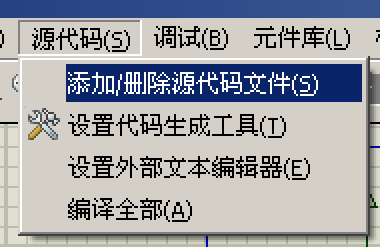 源代码(S) 调试(B) 元件库(L)
添加/删除源代码文件(S)
设置代码生成工具(T)
设置外部文本编辑器(E)
编译全部(A)